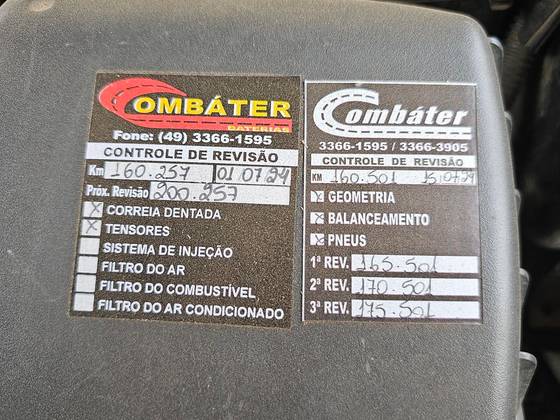 COMBÁTER
BATERIAS
Fone: (49) 3366-1595
CONTROLE DE REVISÃO
Km 160.257 01 07 24
Próx. Revisão 200.257
X CORREIA DENTADA
X TENSORES
SISTEMA DE INJEÇÃO
FILTRO DO AR
FILTRO DO COMBUSTÍVEL
FILTRO DO AR CONDICIONADO
Combáter
3366-1595 / 3366-3905
CONTROLE DE REVISÃO
KM 160.501 15.07.24
X GEOMETRIA
X BALANCEAMENTO
X PNEUS
1ª REV. 165.501
2ª REV. 170.501
3ª REV. 175.501